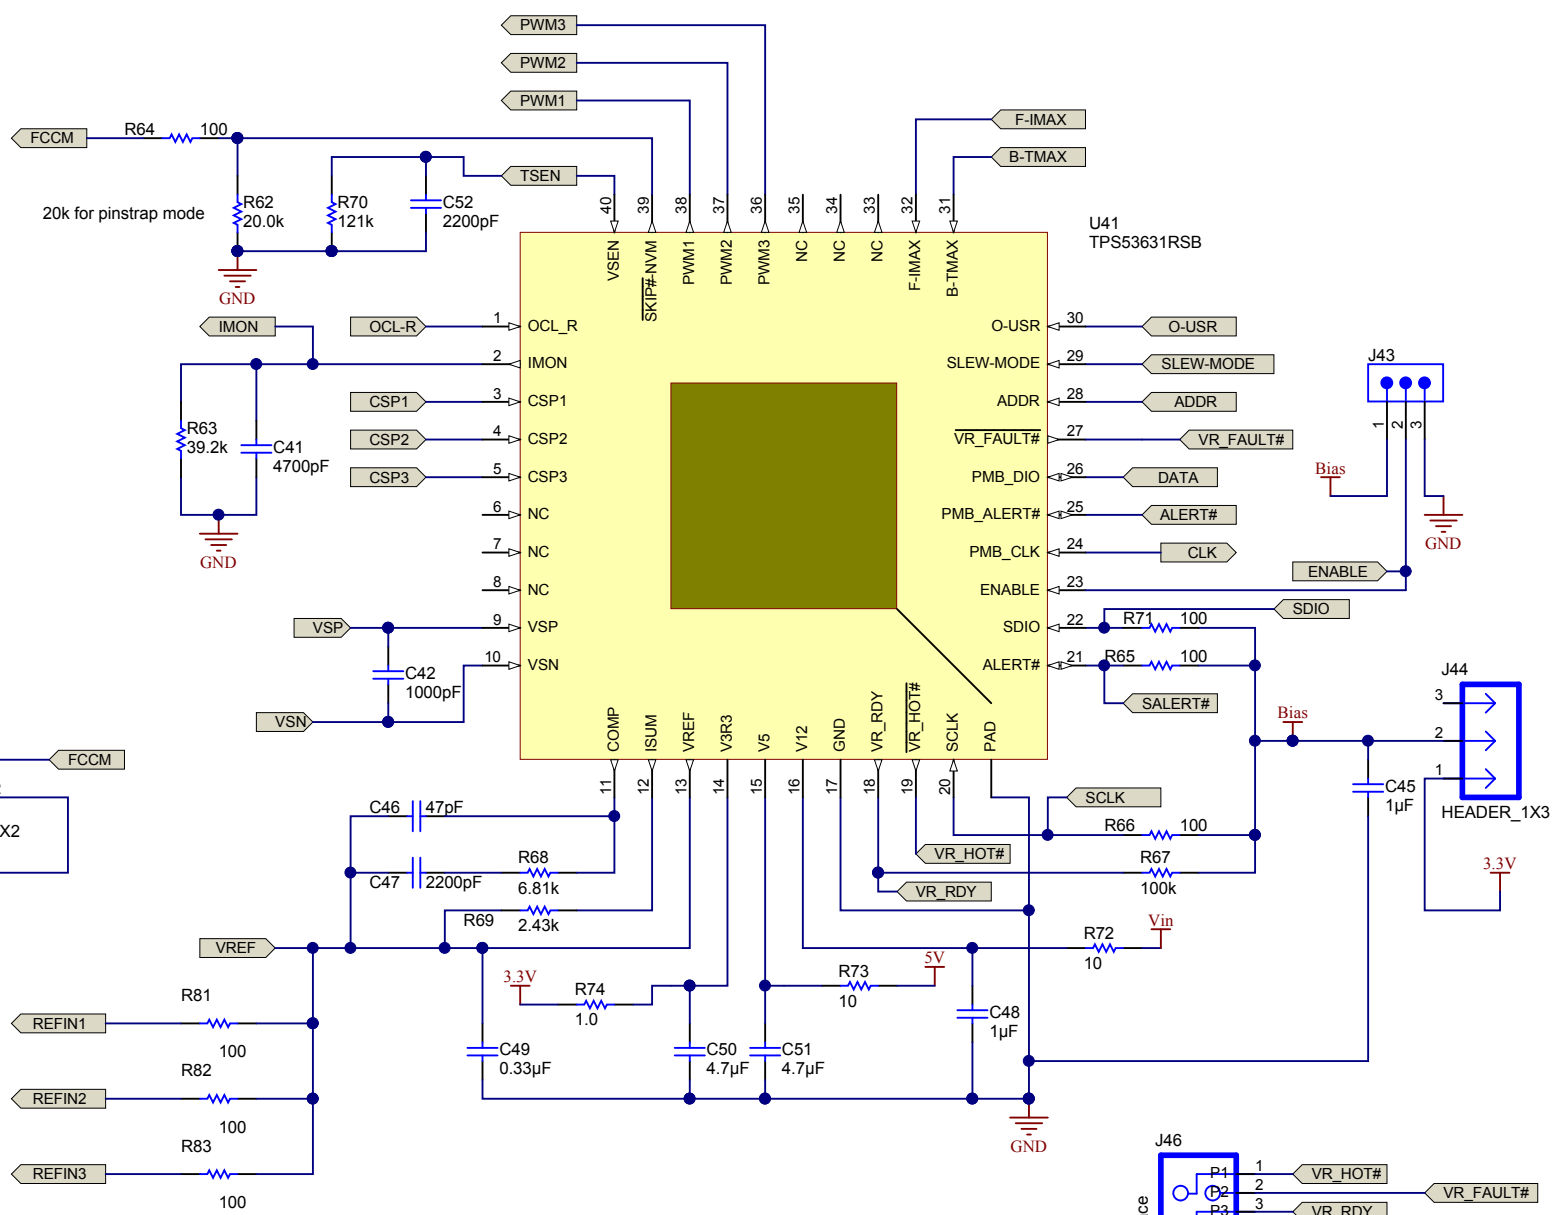 PWM3
PWM2
PWM1
FCCM
R64
100
F-IMAX
B-TMAX
TSEN
20k for pinstrap mode
R62
20.0k
R70
121k
C52
2200pF
GND
40
39
38
37
36
35
34
33
32
31
U41
TPS53631RSB
VSEN
SKIP#-NVM
PWM1
PWM2
PWM3
NC
NC
NC
F-IMAX
B-TMAX
IMON
OCL-R
1
OCL_R
O-USR
30
O-USR
2
IMON
SLEW-MODE
29
SLEW-MODE
J43
CSP1
3
CSP1
ADDR
28
ADDR
1
2
3
R63
39.2k
C41
4700pF
CSP2
4
CSP2
VR_FAULT#
27
VR_FAULT#
CSP3
5
CSP3
PMB_DIO
26
DATA
Bias
6
NC
PMB_ALERT#
25
ALERT#
GND
7
NC
PMB_CLK
24
CLK
GND
8
NC
ENABLE
23
ENABLE
VSP
9
VSP
SDIO
22
SDIO
R71
100
10
VSN
ALERT#
21
R65
100
C42
1000pF
SALERT#
VSN
J44
3
2
1
HEADER_1X3
Bias
COMP
ISUM
VREF
V3R3
V5
V12
GND
VR_RDY
VR_HOT#
SCLK
PAD
11
12
13
14
15
16
17
18
19
20
FCCM
X2
C46
47pF
SCLK
C45
1µF
R66
100
C47
2200pF
R68
6.81k
VR_HOT#
R67
100k
3.3V
VR_RDY
R69
2.43k
VREF
Vin
R72
10
3.3V
R74
1.0
R73
10
5V
R81
REFIN1
100
C48
1µF
C49
0.33µF
C50
4.7µF
C51
4.7µF
R82
REFIN2
100
GND
R83
REFIN3
100
J46
P1
1
VR_HOT#
P2
2
VR_FAULT#
P3
3
VR_RDY